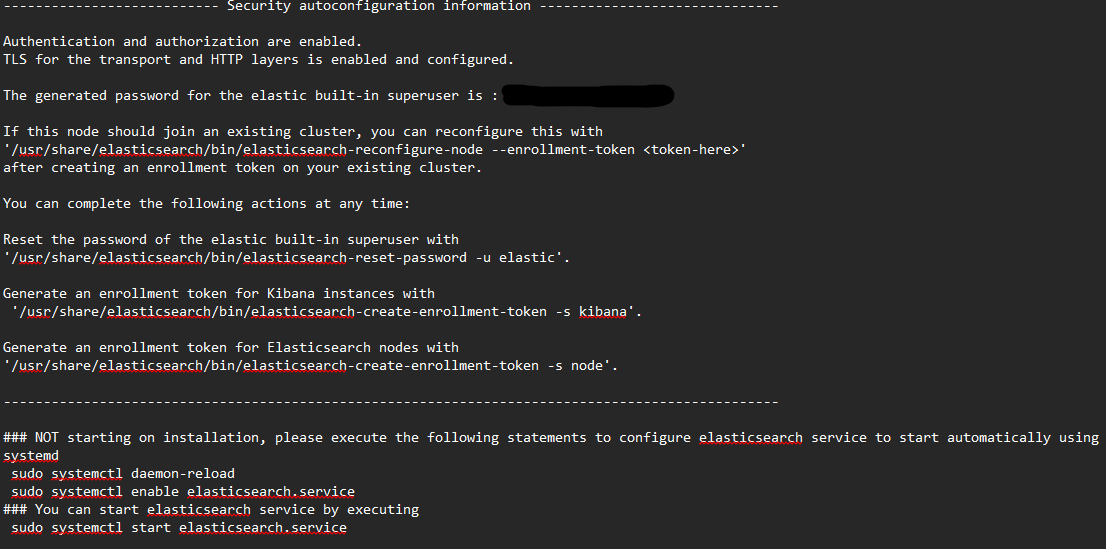 --------------------------- Security autoconfiguration information ------------------------------
Authentication and authorization are enabled.
TLS for the transport and HTTP layers is enabled and configured.
The generated password for the elastic built-in superuser is :
If this node should join an existing cluster, you can reconfigure this with
'/usr/share/elasticsearch/bin/elasticsearch-reconfigure-node --enrollment-token <token-here>'
after creating an enrollment token on your existing cluster.
You can complete the following actions at any time:
Reset the password of the elastic built-in superuser with
'/usr/share/elasticsearch/bin/elasticsearch-reset-password -u elastic'.
Generate an enrollment token for Kibana instances with
'/usr/share/elasticsearch/bin/elasticsearch-create-enrollment-token -s kibana'.
Generate an enrollment token for Elasticsearch nodes with
'/usr/share/elasticsearch/bin/elasticsearch-create-enrollment-token -s node'.
-------------------------------------------------------------------------------------------------
### NOT starting on installation, please execute the following statements to configure elasticsearch service to start automatically using
systemd
sudo systemctl daemon-reload
sudo systemctl enable elasticsearch.service
### You can start elasticsearch service by executing
sudo systemctl start elasticsearch.service